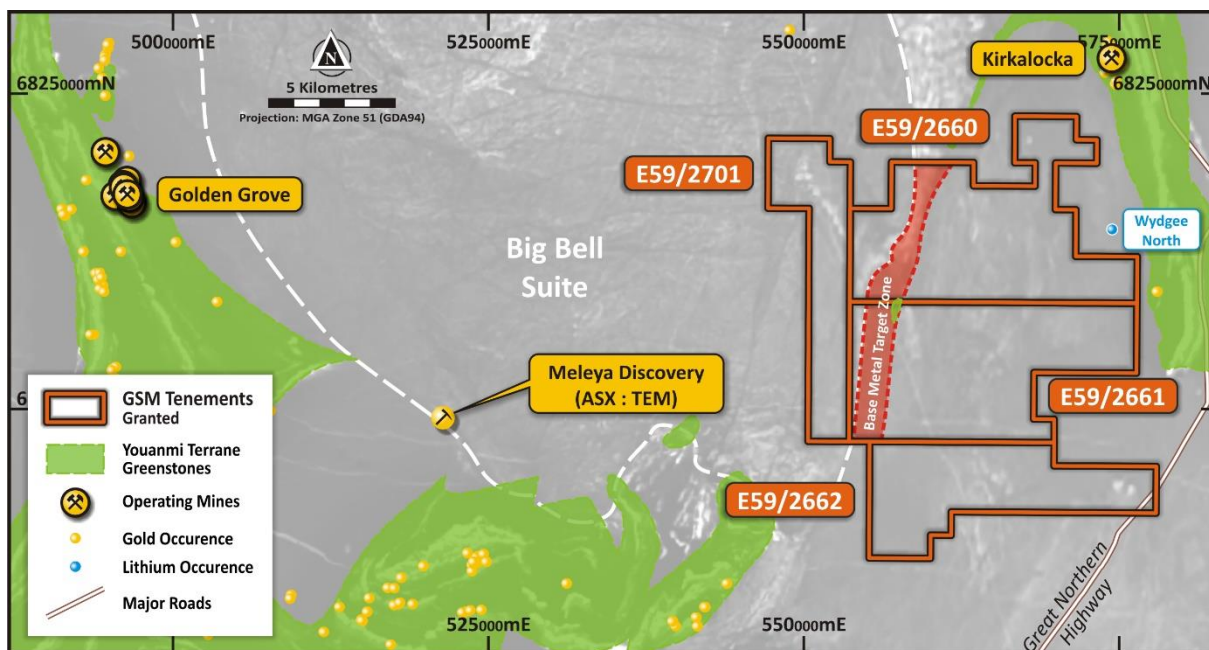 500000mE
525000mE
550000mE
575000mE
N
5 Kilometres
Projection: MGA Zone 51 (GDA94)
6825000mN
6825000mN
Kirkalocka
E59/2660
E59/2701
Golden Grove
Wydgee
North
Big Bell
Suite
Base Metal Target Zone
Meleya Discovery
(ASX : TEM)
E59/2661
E59/2662
6
GSM Tenements
Granted
Youanmi Terrane
Greenstones
Operating Mines
Gold Occurence
Lithium Occurence
Major Roads
Great Northern
Highway
525000mE
550000mE